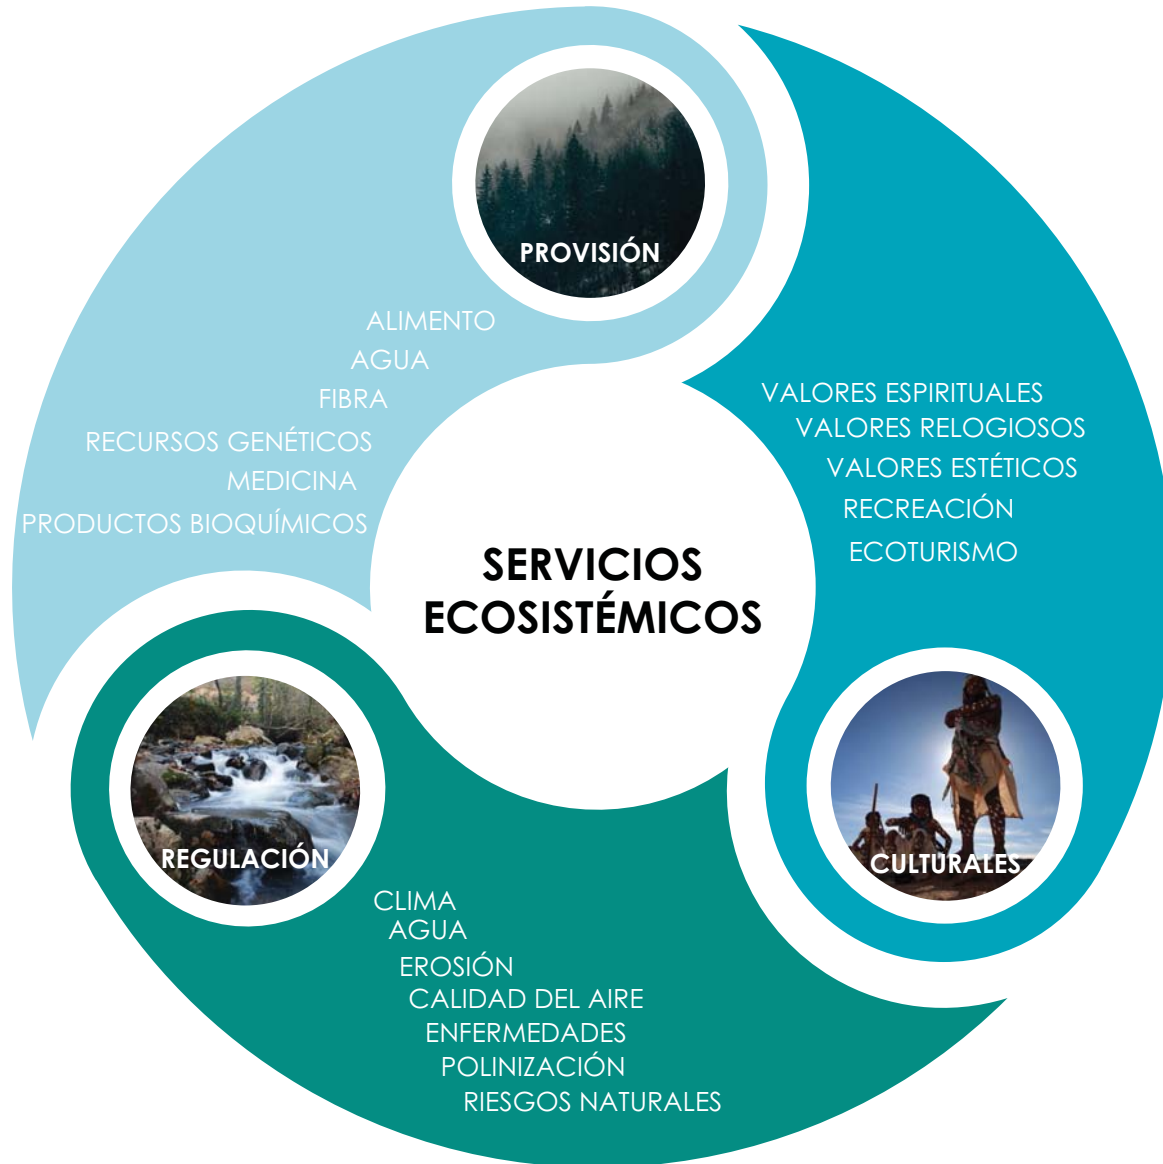 PROVISIÓN
ALIMENTO
AGUA
FIBRA
RECURSOS GENÉTICOS
MEDICINA
PRODUCTOS BIOQUÍMICOS
VALORES ESPIRITUALES
VALORES RELOGIOSOS
VALORES ESTÉTICOS
RECREACIÓN
ECOTURISMO
SERVICIOS
ECOSISTÉMICOS
REGULACIÓN
CULTURALES
CLIMA
AGUA
EROSIÓN
CALIDAD DEL AIRE
ENFERMEDADES
POLINIZACIÓN
RIESGOS NATURALES